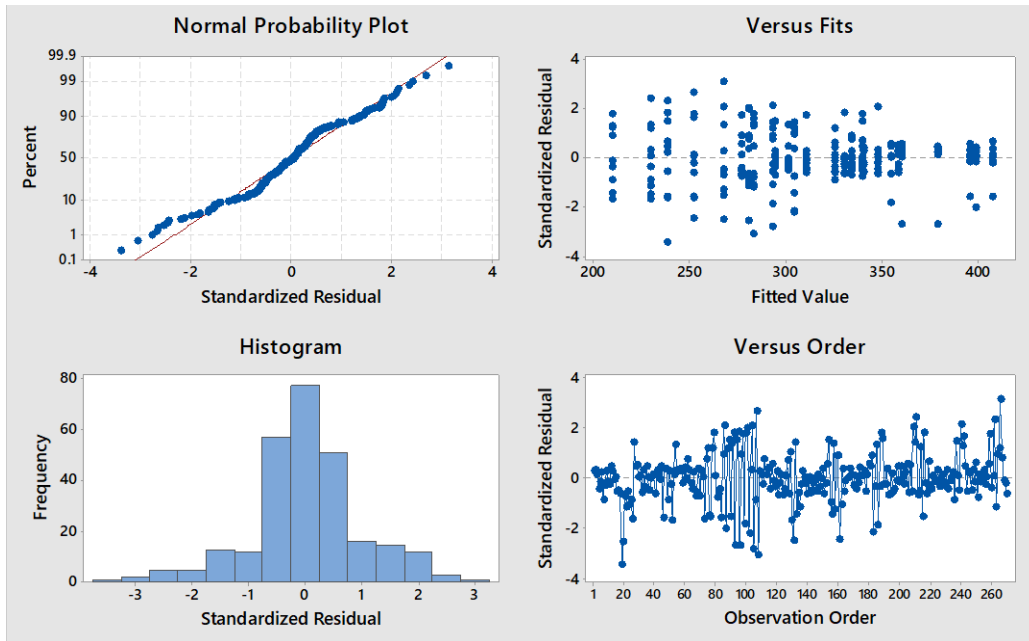 Normal Probability Plot
99.9
99
90
50
10
1
0.1
Percent
-4 -2 0 2 4
Standardized Residual
Versus Fits
4
2
0
-2
-4
Standardized Residual
200 250 300 350 400
Fitted Value
Histogram
80
60
40
20
0
Frequency
-3 -2 -1 0 1 2 3
Standardized Residual
Versus Order
4
2
0
-2
-4
Standardized Residual
1 20 40 60 80 100 120 140 160 180 200 220 240 260
Observation Order